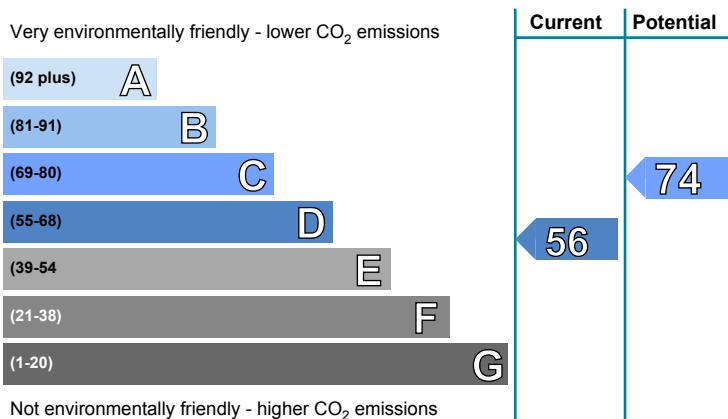 Current Potential
Very environmentally friendly - lower CO2 emissions
(92 plus) A
(81-91) B
(69-80) C
74
(55-68) D
56
(39-54 E
(21-38) F
(1-20) G
Not environmentally friendly - higher CO2 emissions